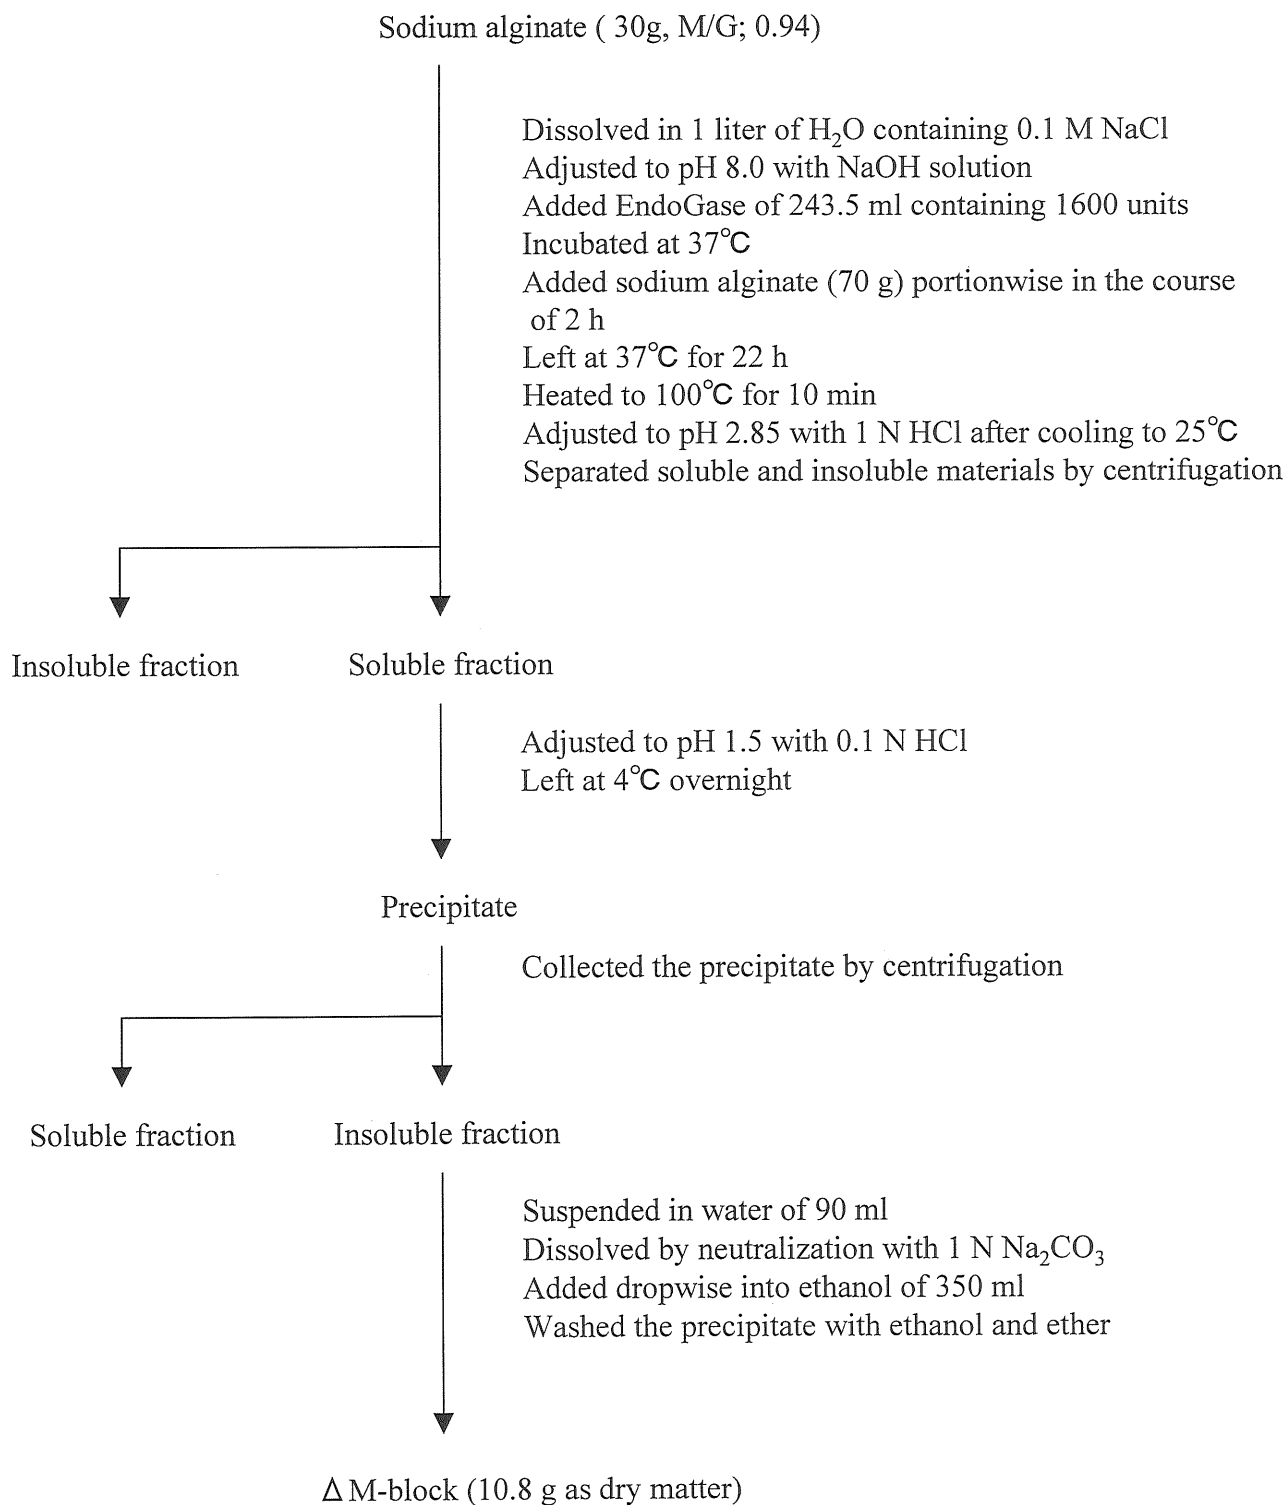 Sodium alginate ( 30g, M/G; 0.94)
Dissolved in 1 liter of H₂O containing 0.1 M NaCl
Adjusted to pH 8.0 with NaOH solution
Added EndoGase of 243.5 ml containing 1600 units
Incubated at 37℃
Added sodium alginate (70 g) portionwise in the course
of 2 h
Left at 37℃ for 22 h
Heated to 100℃ for 10 min
Adjusted to pH 2.85 with 1 N HCl after cooling to 25℃
Separated soluble and insoluble materials by centrifugation
Insoluble fraction
Soluble fraction
Adjusted to pH 1.5 with 0.1 N HCl
Left at 4℃ overnight
Precipitate
Collected the precipitate by centrifugation
Soluble fraction
Insoluble fraction
Suspended in water of 90 ml
Dissolved by neutralization with 1 N Na₂CO₃
Added dropwise into ethanol of 350 ml
Washed the precipitate with ethanol and ether
Δ M-block (10.8 g as dry matter)